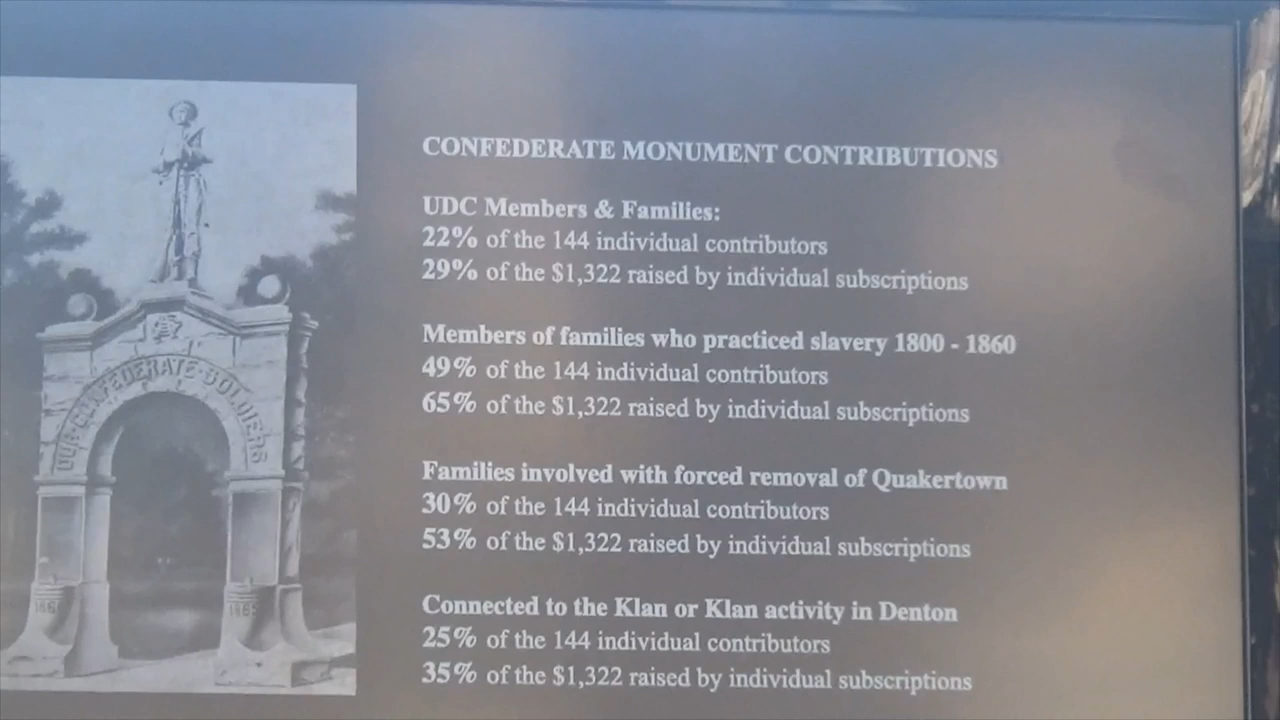 CONFEDERATE MONUMENT CONTRIBUTIONS
UDC Members & Families:
22% of the 144 individual contributors
29% of the $1,322 raised by individual subscriptions
Members of families who practiced slavery 1800 - 1860
49% of the 144 individual contributors
65% of the $1,322 raised by individual subscriptions
Families involved with forced removal of Quakertown
30% of the 144 individual contributors
53% of the $1,322 raised by individual subscriptions
Connected to the Klan or Klan activity in Denton
25% of the 144 individual contributors
35% of the $1,322 raised by individual subscriptions
OUR CONFEDERATE SOLDIERS
1865